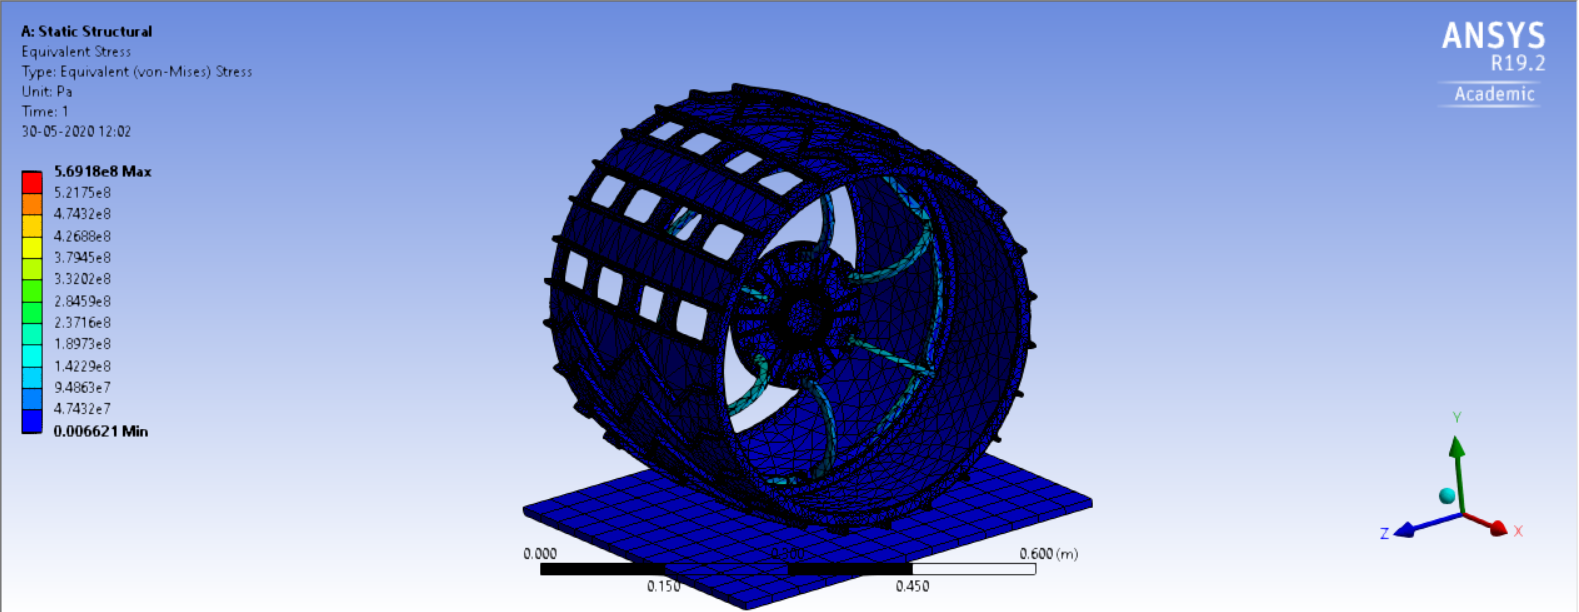 A: Static Structural
Equivalent Stress
Type: Equivalent (von-Mises) Stress
Unit: Pa
Time: 1
30-05-2020 12:02
5.6918e8 Max
5.2175e8
4.7432e8
4.2688e8
3.7945e8
3.3202e8
2.8459e8
2.3716e8
1.8973e8
1.4229e8
9.4863e7
4.7432e7
0.006621 Min
ANSYS
R19.2
Academic
Y
Z
X
0.000
0.300
0.600 (m)
0.150
0.450